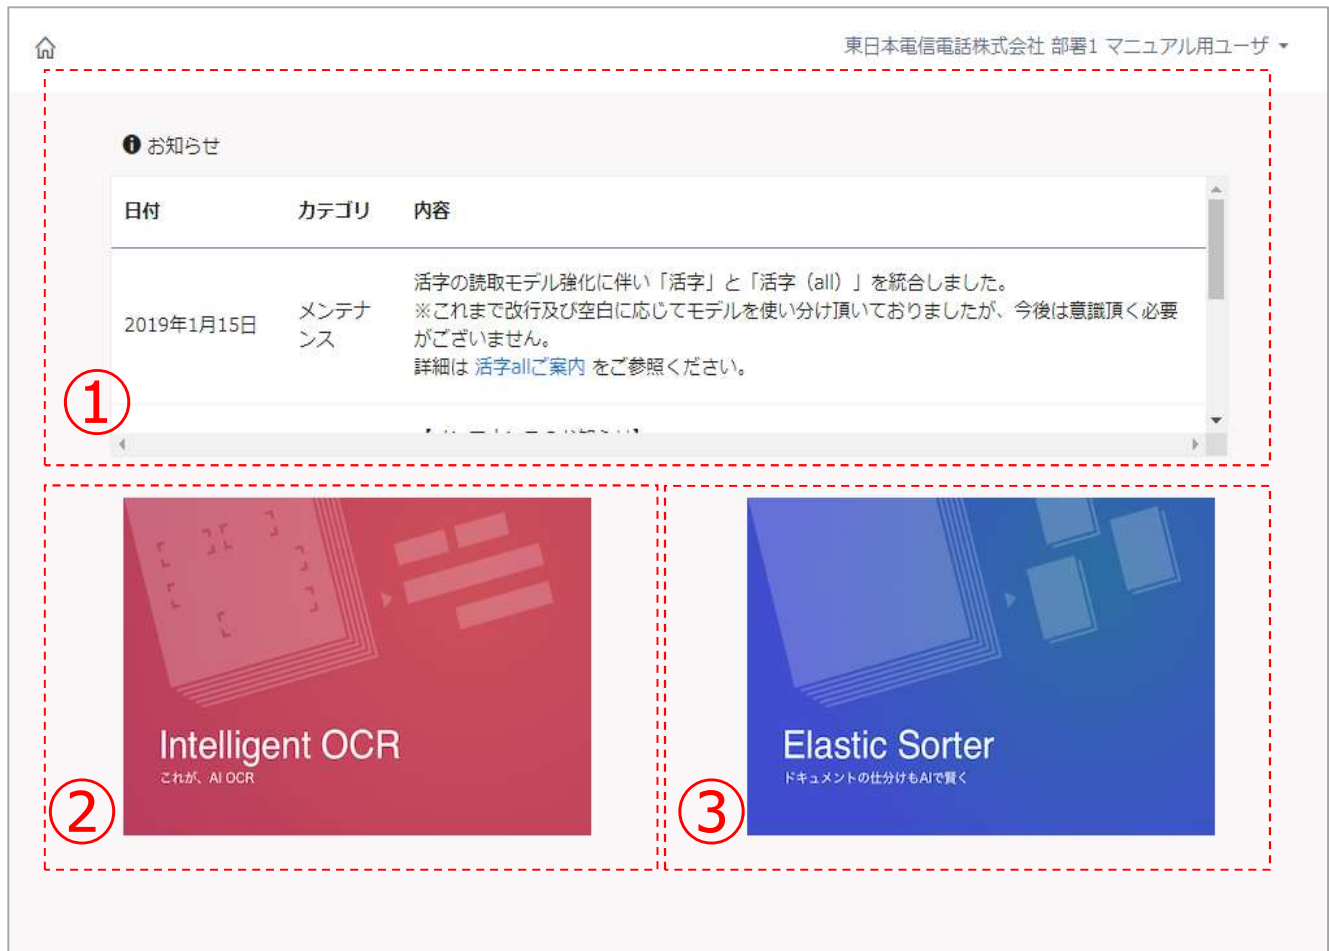 東日本電信電話株式会社 部署1 マニュアル用ユーザ
お知らせ
日付 カテゴリ 内容
2019年1月15日
メンテナ
ンス
活字の読取モデル強化に伴い「活字」と「活字（all）」を統合しました。
※これまで改行及び空白に応じてモデルを使い分け頂いておりましたが、今後は意識頂く必要
がございません。
詳細は 活字allご案内 をご参照ください。
①
Intelligent OCR
これが、AI OCR
②
Elastic Sorter
ドキュメントの仕分けもAIで賢く
③